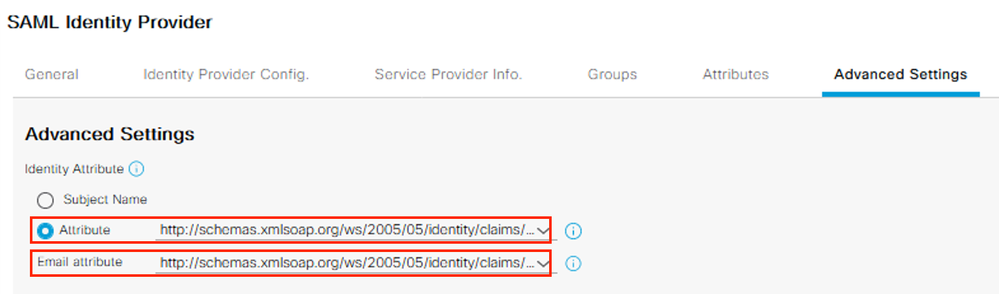 SAML Identity Provider
General Identity Provider Config. Service Provider Info. Groups Attributes Advanced Settings
Advanced Settings
Identity Attribute
Subject Name
Attribute http://schemas.xmlsoap.org/ws/2005/05/identity/claims/...
Email attribute http://schemas.xmlsoap.org/ws/2005/05/identity/claims/...